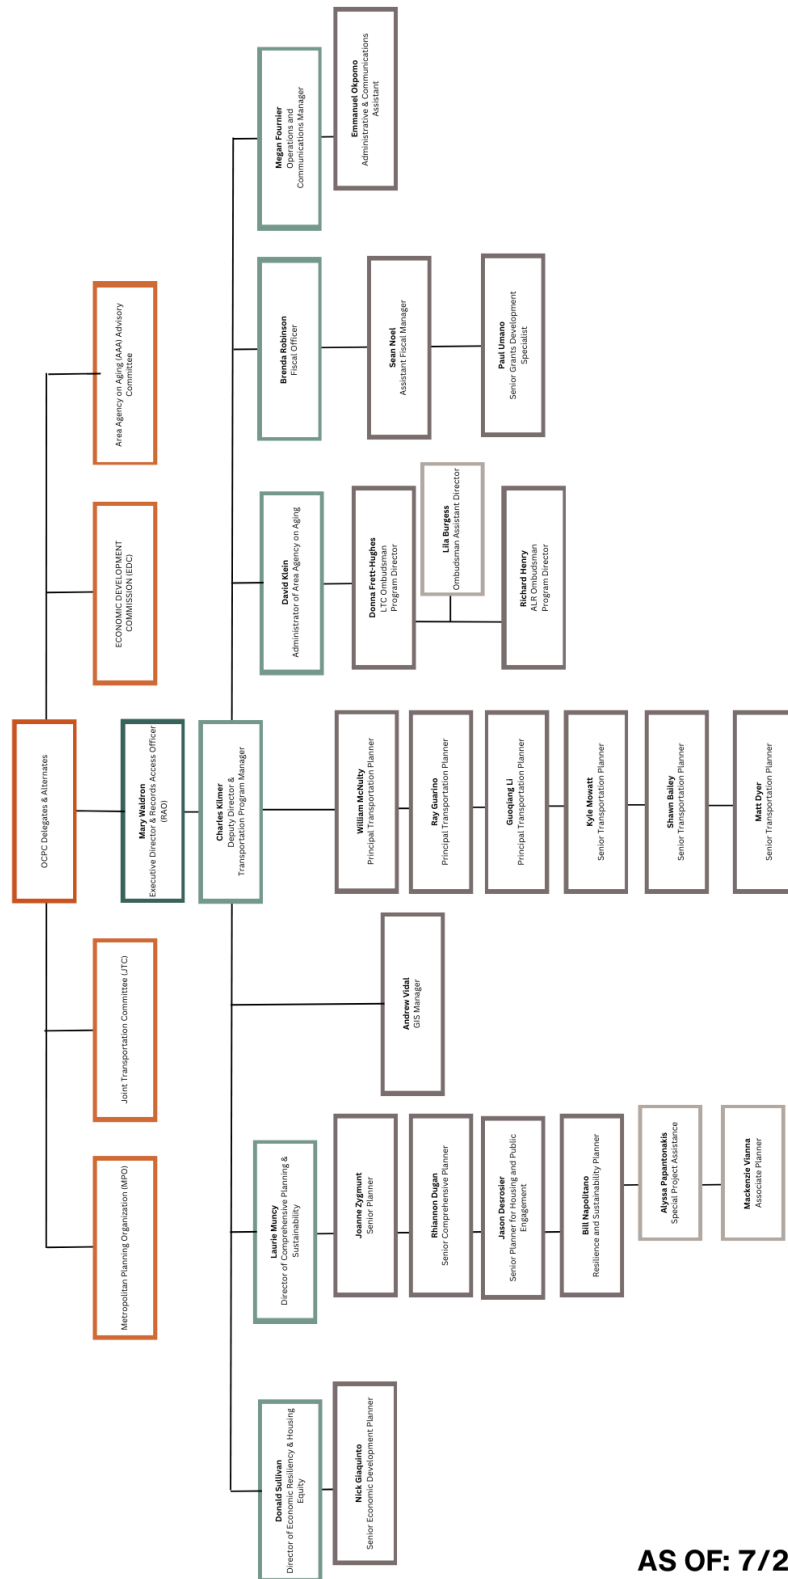 OCPC Delegates & Alternates
Metropolitan Planning Organization (MPO)
Joint Transportation Committee (JTC)
ECONOMIC DEVELOPMENT
COMMISSION (EDC)
Area Agency on Aging (AAA) Advisory
Committee
Mary Waldron
Executive Director & Records Access Officer
(RAO)
Charles Kilmer
Deputy Director &
Transportation Program Manager
Donald Sullivan
Director of Economic Resiliency & Housing
Equity
Nick Giaquinto
Senior Economic Development Planner
Laurie Muncy
Director of Comprehensive Planning &
Sustainability
Joanne Zygmunt
Senior Planner
Rhiannon Dugan
Senior Comprehensive Planner
Jason Desrosier
Senior Planner for Housing and Public
Engagement
Bill Napolitano
Resilience and Sustainability Planner
Alyssa Papantonakis
Special Project Assistance
Mackenzie Vianna
Associate Planner
Andrew Vidal
GIS Manager
William McNulty
Principal Transportation Planner
Ray Guarino
Principal Transportation Planner
Guoqiang Li
Principal Transportation Planner
Kyle Mowatt
Senior Transportation Planner
Shawn Bailey
Senior Transportation Planner
Matt Dyer
Senior Transportation Planner
David Klein
Administrator of Area Agency on Aging
Donna Frett-Hughes
LTC Ombudsman
Program Director
Lila Burgess
Ombudsman Assistant Director
Richard Henry
ALR Ombudsman
Program Director
Brenda Robinson
Fiscal Officer
Sean Noel
Assistant Fiscal Manager
Paul Umano
Senior Grants Development
Specialist
Megan Fournier
Operations and
Communications Manager
Emmanuel Okpomo
Administrative & Communications
Assistant
AS OF: 7/2